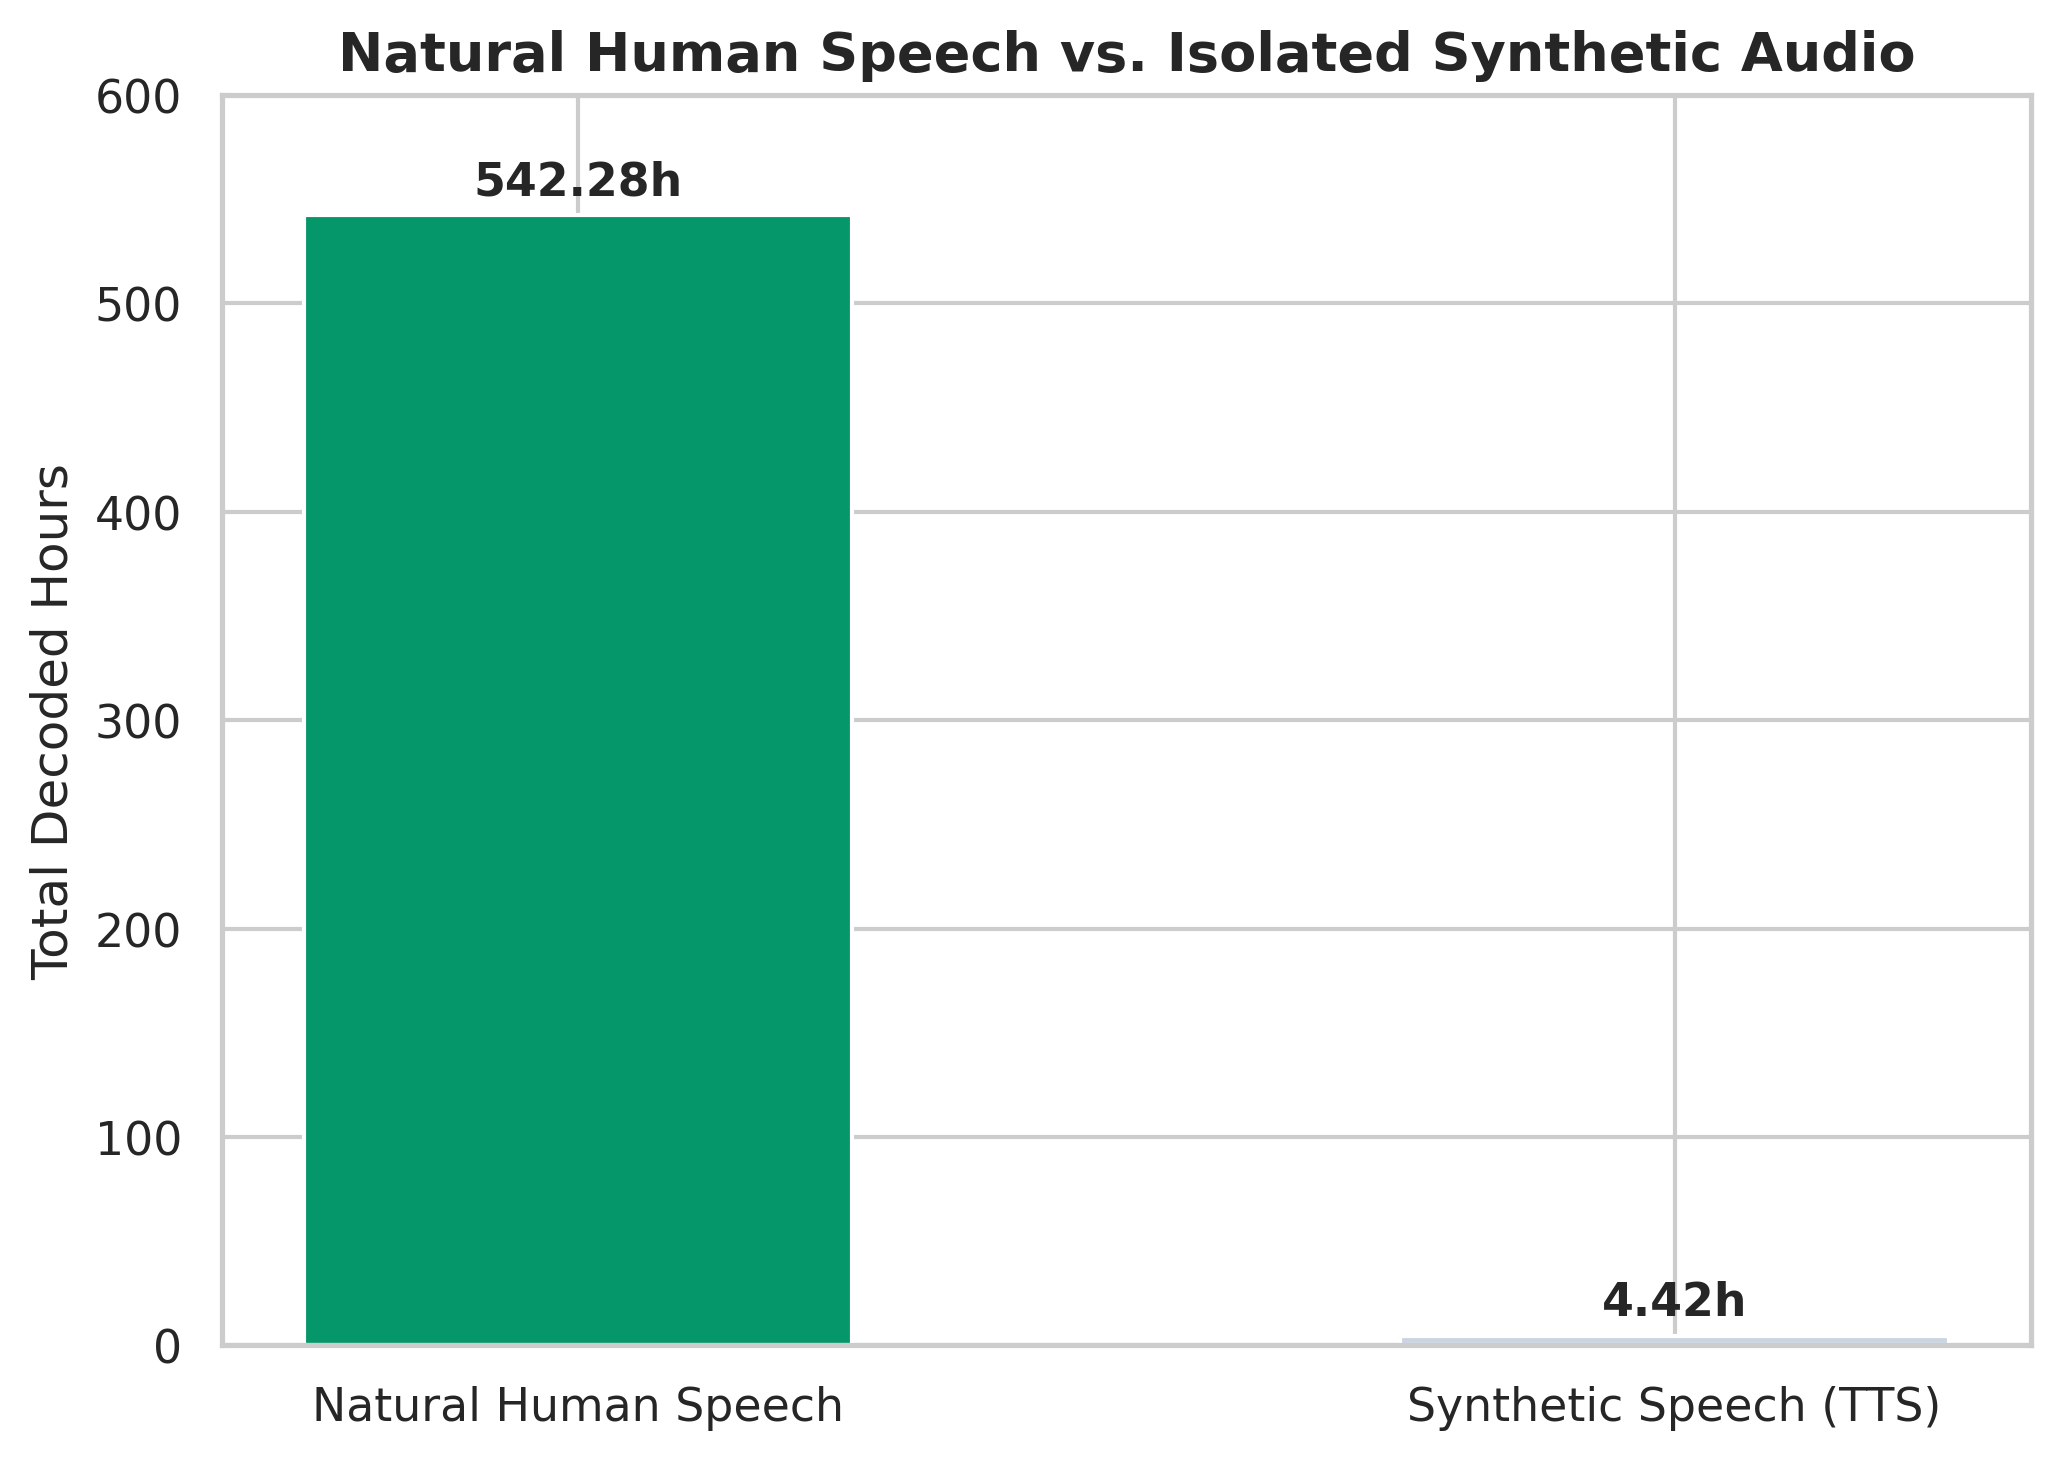 Natural Human Speech vs. Isolated Synthetic Audio
600
542.28h
500
400
300
200
100
4.42h
0
Total Decoded Hours
Natural Human Speech
Synthetic Speech (TTS)